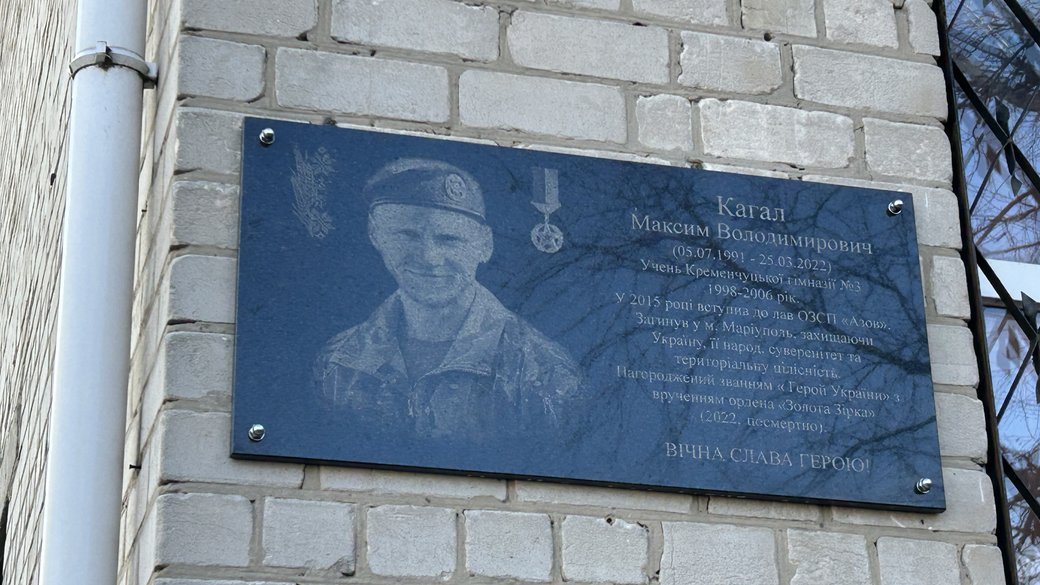 Кагал
Максим Володимирович
(05.07.1991 - 25.03.2022)
Учень Кременчуцької гімназії №3
1998-2006 рік.
У 2015 році вступив до лав ОЗСП «Азов».
Загинув у м. Маріуполь, захищаючи
Україну, її народ, суверенітет та
територіальну цілісність.
Нагороджений званням « Герой України» з
врученням ордена «Золота Зірка»
(2022, посмертно).
ВІЧНА СЛАВА ГЕРОЮ!